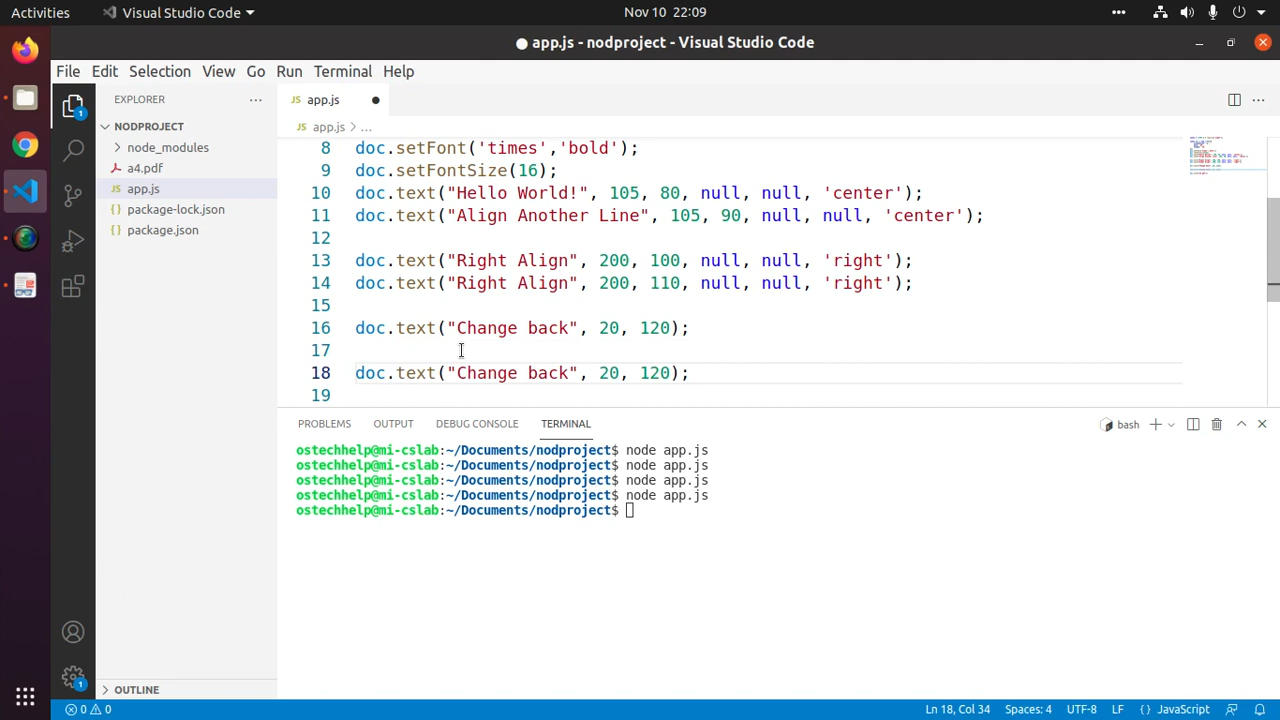 Activities
Visual Studio Code
Nov 10 22:09
● app.js - nodproject - Visual Studio Code
File Edit Selection View Go Run Terminal Help
EXPLORER
JS app.js
NODPROJECT
JS app.js > ...
node_modules
a4.pdf
JS app.js
{} package-lock.json
{} package.json
8 doc.setFont('times','bold');
9 doc.setFontSize(16);
10 doc.text("Hello World!", 105, 80, null, null, 'center');
11 doc.text("Align Another Line", 105, 90, null, null, 'center');
12
13 doc.text("Right Align", 200, 100, null, null, 'right');
14 doc.text("Right Align", 200, 110, null, null, 'right');
15
16 doc.text("Change back", 20, 120);
17
18 doc.text("Change back", 20, 120);
19
PROBLEMS OUTPUT DEBUG CONSOLE TERMINAL
bash
ostechhelp@mi-cslab:~/Documents/nodproject$ node app.js
ostechhelp@mi-cslab:~/Documents/nodproject$ node app.js
ostechhelp@mi-cslab:~/Documents/nodproject$ node app.js
ostechhelp@mi-cslab:~/Documents/nodproject$ node app.js
ostechhelp@mi-cslab:~/Documents/nodproject$
1
1
OUTLINE
0 0
Ln 18, Col 34 Spaces: 4 UTF-8 LF {} JavaScript